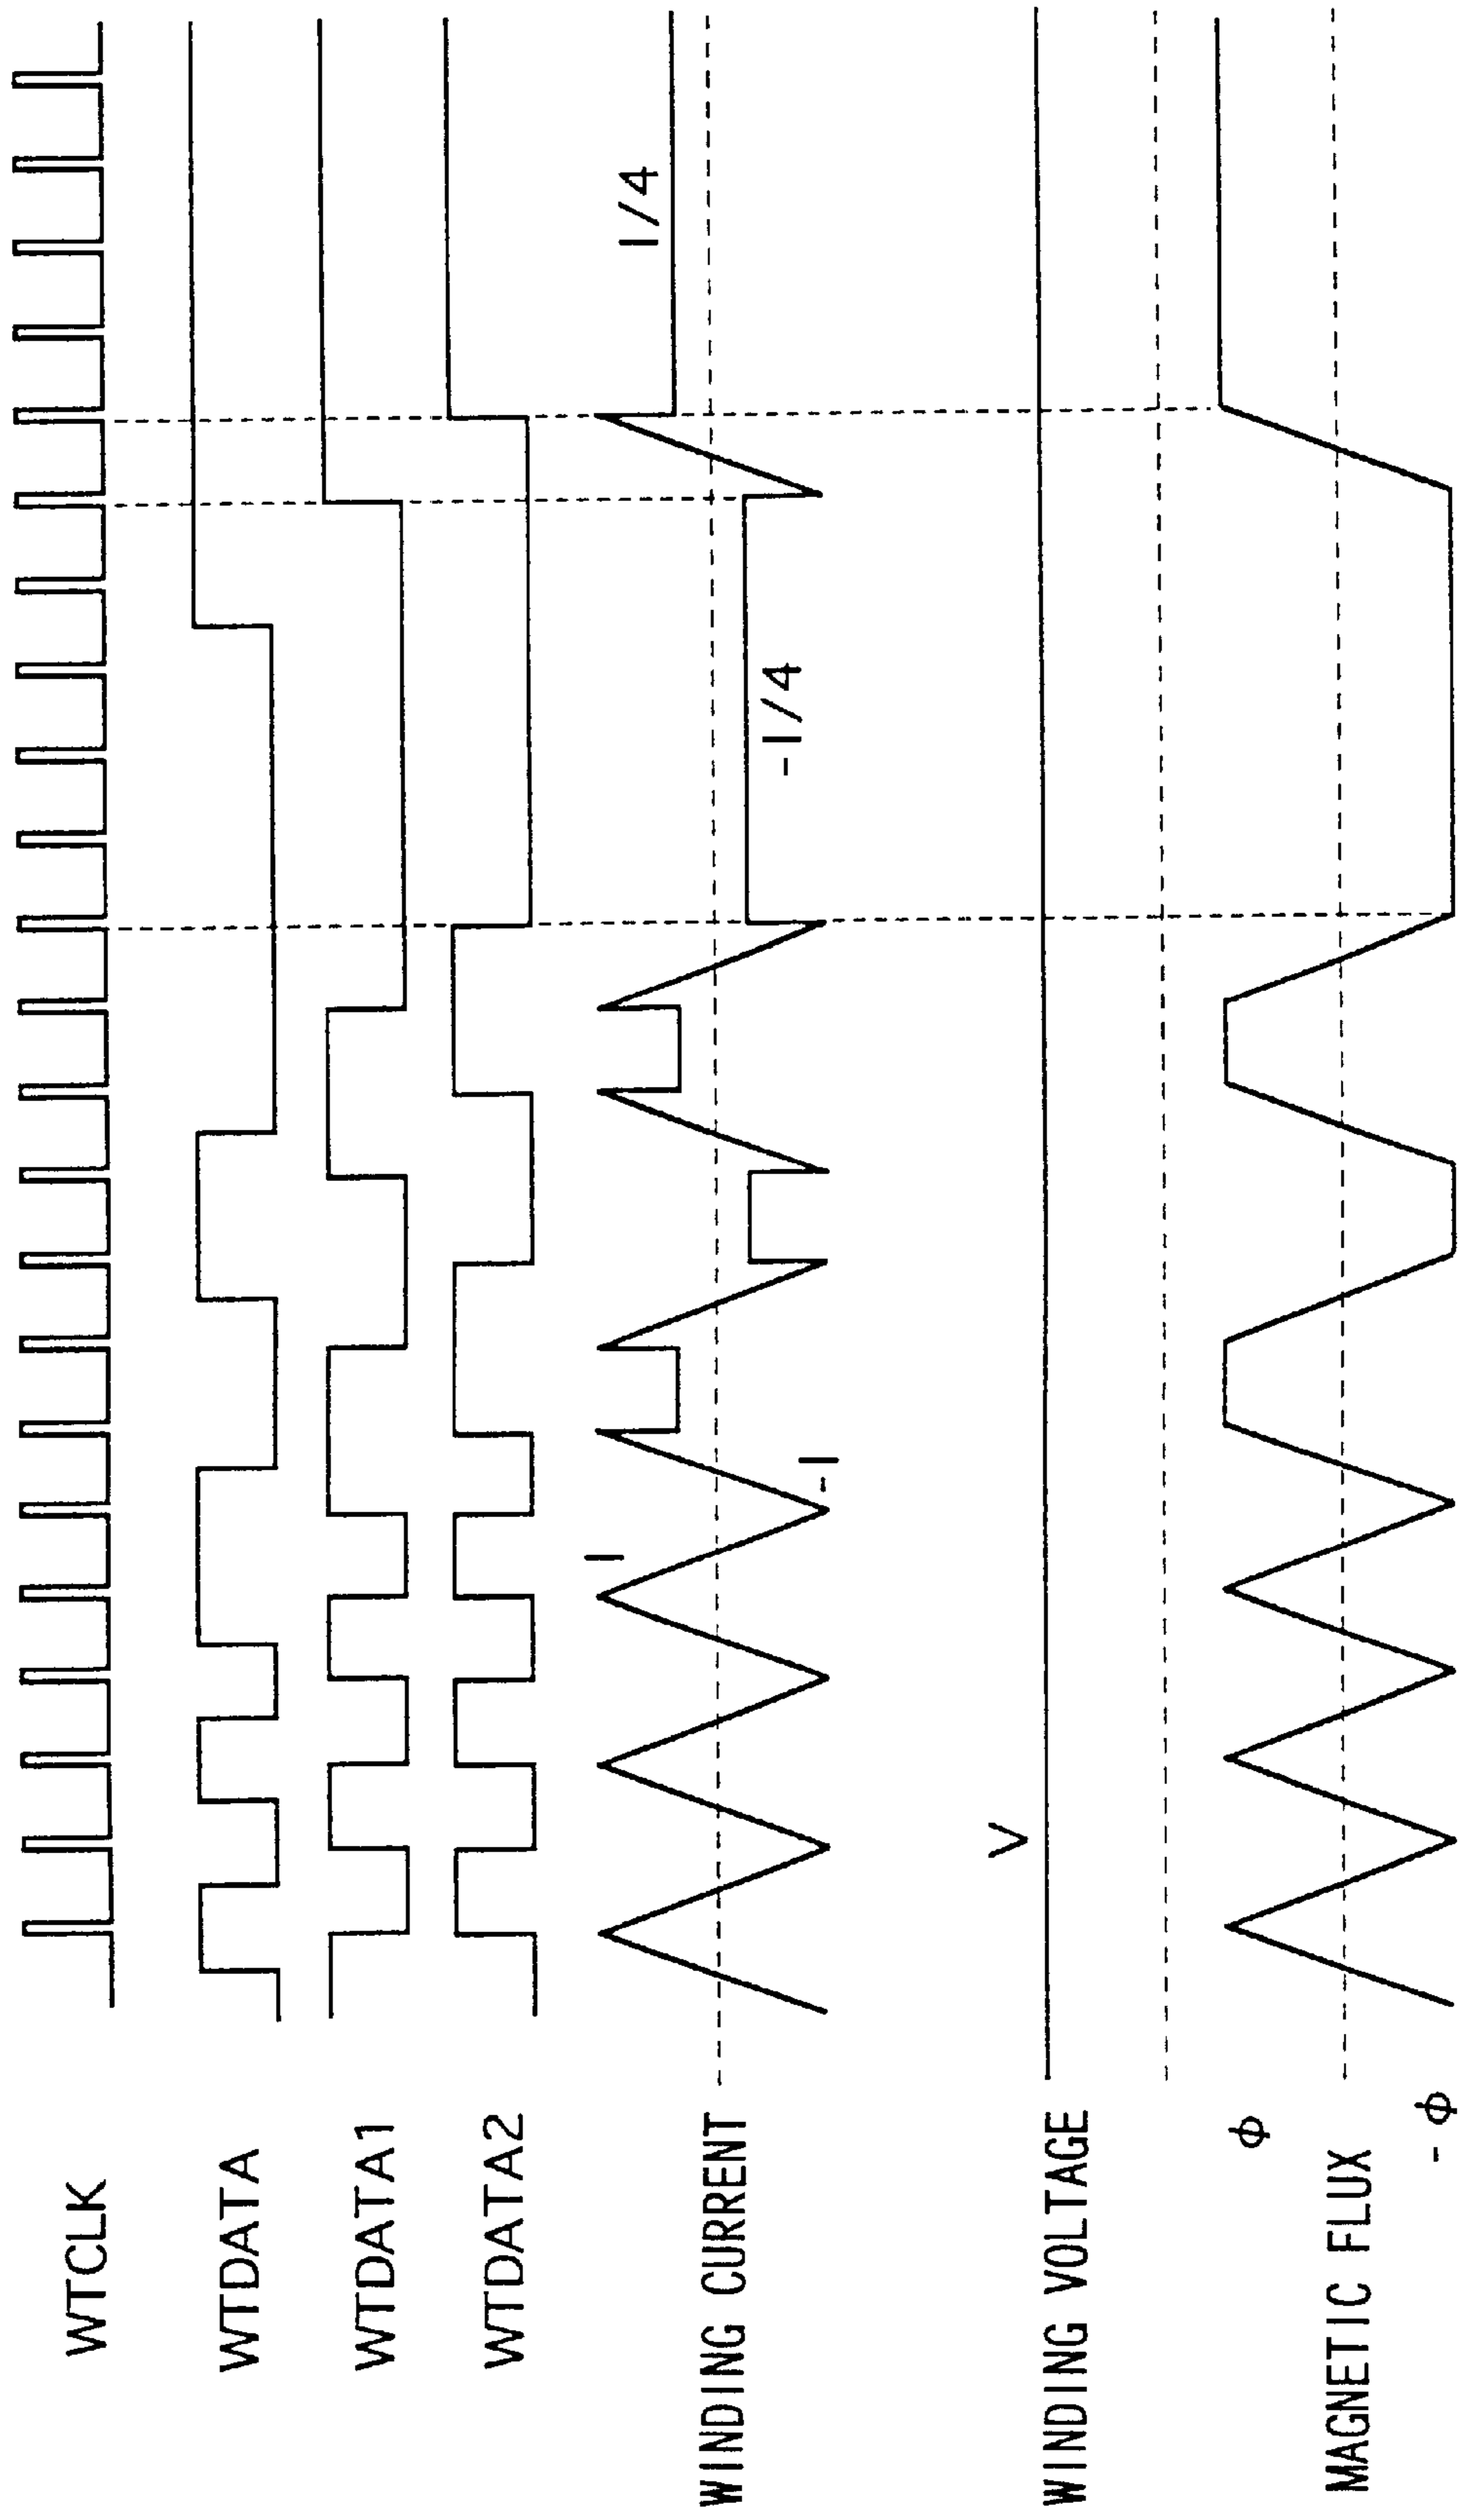 WTCLK
WTDATA
WTDATA1
WTDATA2
WINDING CURRENT
I
-I
-I/4
I/4
WINDING VOLTAGE
V
MAGNETIC FLUX
φ
-φ